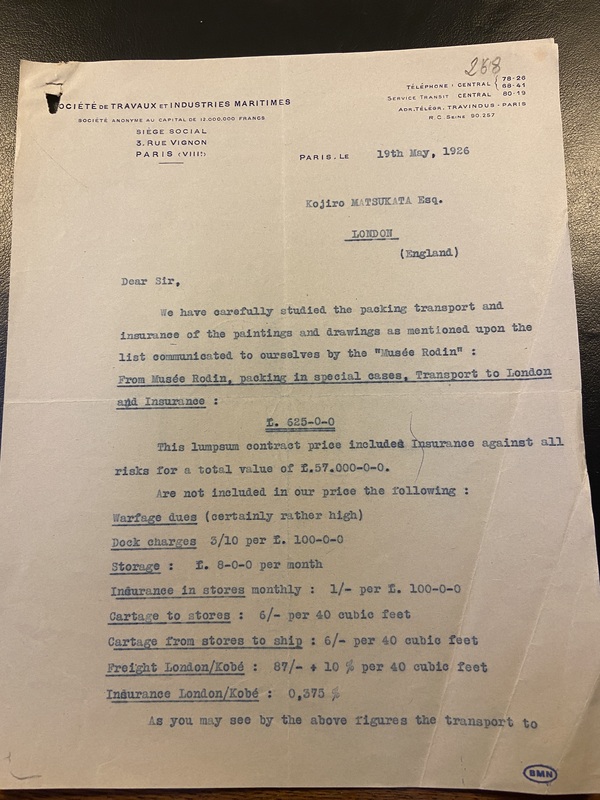 268
SOCIÉTÉ DE TRAVAUX ET INDUSTRIES MARITIMES
SOCIÉTÉ ANONYME AU CAPITAL DE 12.000.000 FRANCS
SIÈGE SOCIAL
3, RUE VIGNON
PARIS (VIIIᵉ)
TÉLÉPHONE : CENTRAL { 78-26
68-41
SERVICE TRANSIT CENTRAL 80-19
ADR. TÉLÉGR. TRAVINDUS - PARIS
R.C. Seine 90.257
PARIS, LE 19th May, 1926
Kojiro MATSUKATA Esq.
LONDON
(England)
Dear Sir,
We have carefully studied the packing transport and
insurance of the paintings and drawings as mentioned upon the
list communicated to ourselves by the "Musée Rodin" :
From Musée Rodin, packing in special cases, Transport to London
and Insurance :
£. 625-0-0
This lumpsum contract price included Insurance against all
risks for a total value of £.57.000-0-0.
Are not included in our price the following :
Warfage dues (certainly rather high)
Dock charges 3/10 per £. 100-0-0
Storage : £. 8-0-0 per month
Insurance in stores monthly : 1/- per £. 100-0-0
Cartage to stores : 6/- per 40 cubic feet
Cartage from stores to ship : 6/- per 40 cubic feet
Freight London/Kobé : 87/- + 10 % per 40 cubic feet
Insurance London/Kobé : 0,375 %
As you may see by the above figures the transport to
BMN